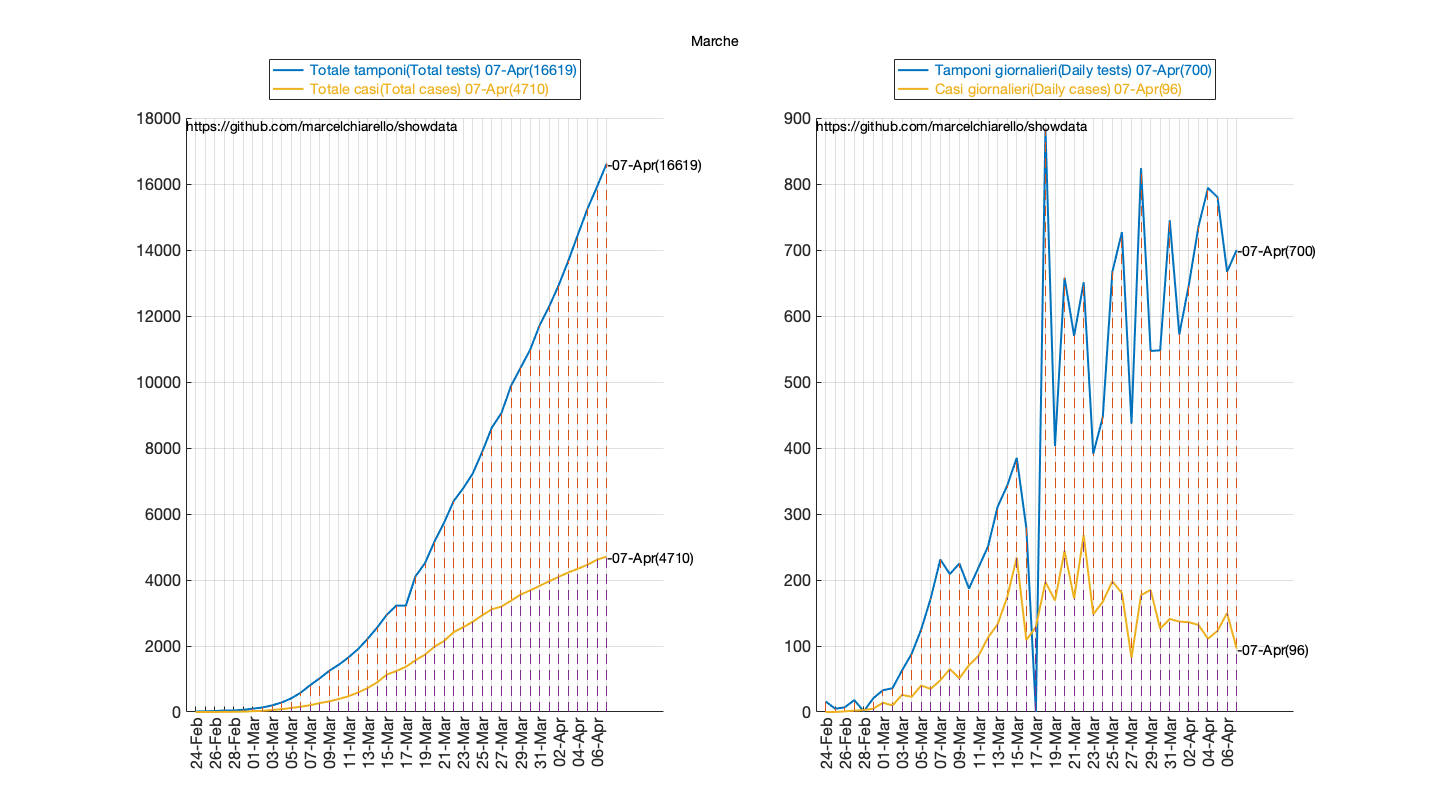 Marche
Totale tamponi(Total tests) 07-Apr(16619)
Totale casi(Total cases) 07-Apr(4710)
18000
16000
14000
12000
10000
8000
6000
4000
2000
0
https://github.com/marcelchiarello/showdata
-07-Apr(16619)
-07-Apr(4710)
24-Feb
26-Feb
28-Feb
01-Mar
03-Mar
05-Mar
07-Mar
09-Mar
11-Mar
13-Mar
15-Mar
17-Mar
19-Mar
21-Mar
23-Mar
25-Mar
27-Mar
29-Mar
31-Mar
02-Apr
04-Apr
06-Apr
Tamponi giornalieri(Daily tests) 07-Apr(700)
Casi giornalieri(Daily cases) 07-Apr(96)
900
800
700
600
500
400
300
200
100
0
https://github.com/marcelchiarello/showdata
-07-Apr(700)
-07-Apr(96)
24-Feb
26-Feb
28-Feb
01-Mar
03-Mar
05-Mar
07-Mar
09-Mar
11-Mar
13-Mar
15-Mar
17-Mar
19-Mar
21-Mar
23-Mar
25-Mar
27-Mar
29-Mar
31-Mar
02-Apr
04-Apr
06-Apr